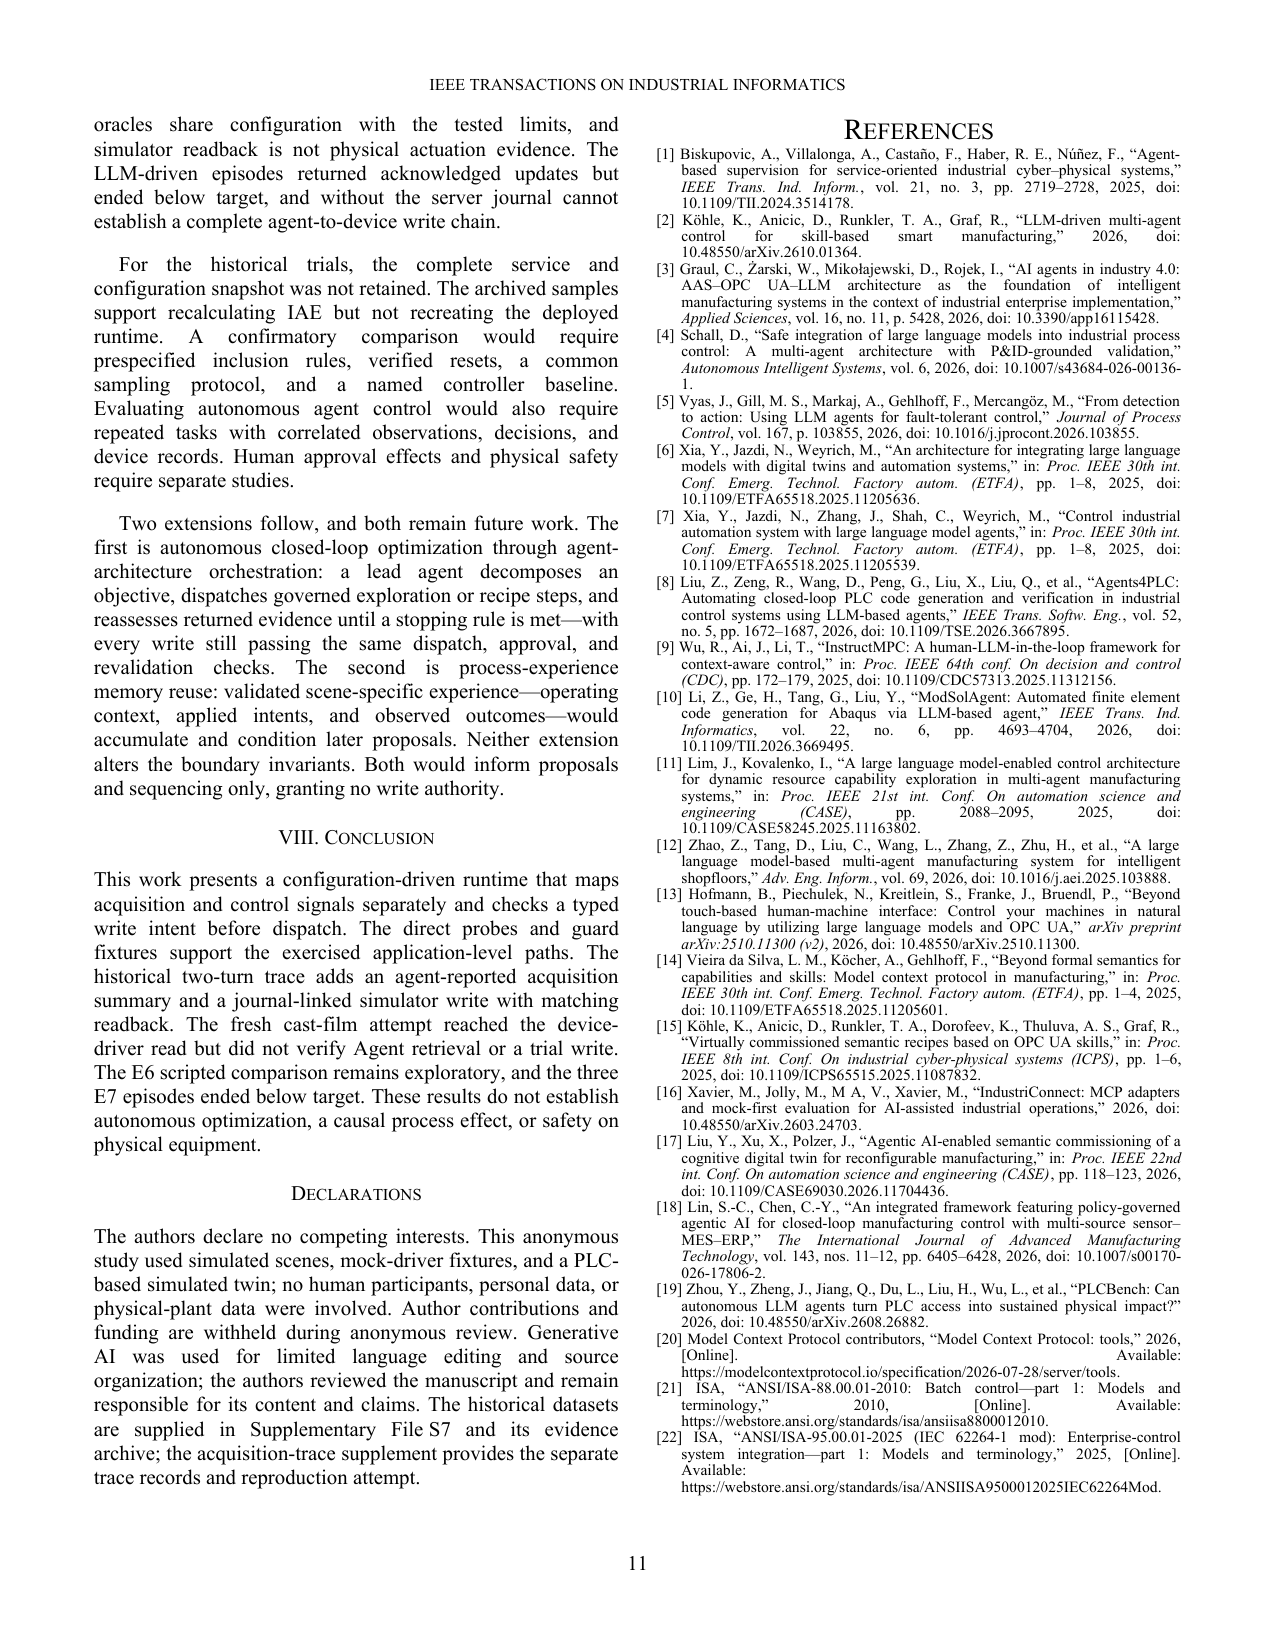 IEEE TRANSACTIONS ON INDUSTRIAL INFORMATICS
oracles share configuration with the tested limits, and
simulator readback is not physical actuation evidence. The
LLM-driven episodes returned acknowledged updates but
ended below target, and without the server journal cannot
establish a complete agent-to-device write chain.
For the historical trials, the complete service and
configuration snapshot was not retained. The archived samples
support recalculating IAE but not recreating the deployed
runtime. A confirmatory comparison would require
prespecified inclusion rules, verified resets, a common
sampling protocol, and a named controller baseline.
Evaluating autonomous agent control would also require
repeated tasks with correlated observations, decisions, and
device records. Human approval effects and physical safety
require separate studies.
Two extensions follow, and both remain future work. The
first is autonomous closed-loop optimization through agent-
architecture orchestration: a lead agent decomposes an
objective, dispatches governed exploration or recipe steps, and
reassesses returned evidence until a stopping rule is met—with
every write still passing the same dispatch, approval, and
revalidation checks. The second is process-experience
memory reuse: validated scene-specific experience—operating
context, applied intents, and observed outcomes—would
accumulate and condition later proposals. Neither extension
alters the boundary invariants. Both would inform proposals
and sequencing only, granting no write authority.
VIII. CONCLUSION
This work presents a configuration-driven runtime that maps
acquisition and control signals separately and checks a typed
write intent before dispatch. The direct probes and guard
fixtures support the exercised application-level paths. The
historical two-turn trace adds an agent-reported acquisition
summary and a journal-linked simulator write with matching
readback. The fresh cast-film attempt reached the device-
driver read but did not verify Agent retrieval or a trial write.
The E6 scripted comparison remains exploratory, and the three
E7 episodes ended below target. These results do not establish
autonomous optimization, a causal process effect, or safety on
physical equipment.
DECLARATIONS
The authors declare no competing interests. This anonymous
study used simulated scenes, mock-driver fixtures, and a PLC-
based simulated twin; no human participants, personal data, or
physical-plant data were involved. Author contributions and
funding are withheld during anonymous review. Generative
AI was used for limited language editing and source
organization; the authors reviewed the manuscript and remain
responsible for its content and claims. The historical datasets
are supplied in Supplementary File S7 and its evidence
archive; the acquisition-trace supplement provides the separate
trace records and reproduction attempt.
REFERENCES
[1] Biskupovic, A., Villalonga, A., Castaño, F., Haber, R. E., Núñez, F., “Agent-
based supervision for service-oriented industrial cyber–physical systems,”
IEEE Trans. Ind. Inform., vol. 21, no. 3, pp. 2719–2728, 2025, doi:
10.1109/TII.2024.3514178.
[2] Köhle, K., Anicic, D., Runkler, T. A., Graf, R., “LLM-driven multi-agent
control for skill-based smart manufacturing,” 2026, doi:
10.48550/arXiv.2610.01364.
[3] Graul, C., Żarski, W., Mikołajewski, D., Rojek, I., “AI agents in industry 4.0:
AAS–OPC UA–LLM architecture as the foundation of intelligent
manufacturing systems in the context of industrial enterprise implementation,”
Applied Sciences, vol. 16, no. 11, p. 5428, 2026, doi: 10.3390/app16115428.
[4] Schall, D., “Safe integration of large language models into industrial process
control: A multi-agent architecture with P&ID-grounded validation,”
Autonomous Intelligent Systems, vol. 6, 2026, doi: 10.1007/s43684-026-00136-
1.
[5] Vyas, J., Gill, M. S., Markaj, A., Gehlhoff, F., Mercangöz, M., “From detection
to action: Using LLM agents for fault-tolerant control,” Journal of Process
Control, vol. 167, p. 103855, 2026, doi: 10.1016/j.jprocont.2026.103855.
[6] Xia, Y., Jazdi, N., Weyrich, M., “An architecture for integrating large language
models with digital twins and automation systems,” in: Proc. IEEE 30th int.
Conf. Emerg. Technol. Factory autom. (ETFA), pp. 1–8, 2025, doi:
10.1109/ETFA65518.2025.11205636.
[7] Xia, Y., Jazdi, N., Zhang, J., Shah, C., Weyrich, M., “Control industrial
automation system with large language model agents,” in: Proc. IEEE 30th int.
Conf. Emerg. Technol. Factory autom. (ETFA), pp. 1–8, 2025, doi:
10.1109/ETFA65518.2025.11205539.
[8] Liu, Z., Zeng, R., Wang, D., Peng, G., Liu, X., Liu, Q., et al., “Agents4PLC:
Automating closed-loop PLC code generation and verification in industrial
control systems using LLM-based agents,” IEEE Trans. Softw. Eng., vol. 52,
no. 5, pp. 1672–1687, 2026, doi: 10.1109/TSE.2026.3667895.
[9] Wu, R., Ai, J., Li, T., “InstructMPC: A human-LLM-in-the-loop framework for
context-aware control,” in: Proc. IEEE 64th conf. On decision and control
(CDC), pp. 172–179, 2025, doi: 10.1109/CDC57313.2025.11312156.
[10] Li, Z., Ge, H., Tang, G., Liu, Y., “ModSolAgent: Automated finite element
code generation for Abaqus via LLM-based agent,” IEEE Trans. Ind.
Informatics, vol. 22, no. 6, pp. 4693–4704, 2026, doi:
10.1109/TII.2026.3669495.
[11] Lim, J., Kovalenko, I., “A large language model-enabled control architecture
for dynamic resource capability exploration in multi-agent manufacturing
systems,” in: Proc. IEEE 21st int. Conf. On automation science and
engineering (CASE), pp. 2088–2095, 2025, doi:
10.1109/CASE58245.2025.11163802.
[12] Zhao, Z., Tang, D., Liu, C., Wang, L., Zhang, Z., Zhu, H., et al., “A large
language model-based multi-agent manufacturing system for intelligent
shopfloors,” Adv. Eng. Inform., vol. 69, 2026, doi: 10.1016/j.aei.2025.103888.
[13] Hofmann, B., Piechulek, N., Kreitlein, S., Franke, J., Bruendl, P., “Beyond
touch-based human-machine interface: Control your machines in natural
language by utilizing large language models and OPC UA,” arXiv preprint
arXiv:2510.11300 (v2), 2026, doi: 10.48550/arXiv.2510.11300.
[14] Vieira da Silva, L. M., Köcher, A., Gehlhoff, F., “Beyond formal semantics for
capabilities and skills: Model context protocol in manufacturing,” in: Proc.
IEEE 30th int. Conf. Emerg. Technol. Factory autom. (ETFA), pp. 1–4, 2025,
doi: 10.1109/ETFA65518.2025.11205601.
[15] Köhle, K., Anicic, D., Runkler, T. A., Dorofeev, K., Thuluva, A. S., Graf, R.,
“Virtually commissioned semantic recipes based on OPC UA skills,” in: Proc.
IEEE 8th int. Conf. On industrial cyber-physical systems (ICPS), pp. 1–6,
2025, doi: 10.1109/ICPS65515.2025.11087832.
[16] Xavier, M., Jolly, M., M A, V., Xavier, M., “IndustriConnect: MCP adapters
and mock-first evaluation for AI-assisted industrial operations,” 2026, doi:
10.48550/arXiv.2603.24703.
[17] Liu, Y., Xu, X., Polzer, J., “Agentic AI-enabled semantic commissioning of a
cognitive digital twin for reconfigurable manufacturing,” in: Proc. IEEE 22nd
int. Conf. On automation science and engineering (CASE), pp. 118–123, 2026,
doi: 10.1109/CASE69030.2026.11704436.
[18] Lin, S.-C., Chen, C.-Y., “An integrated framework featuring policy-governed
agentic AI for closed-loop manufacturing control with multi-source sensor–
MES–ERP,” The International Journal of Advanced Manufacturing
Technology, vol. 143, nos. 11–12, pp. 6405–6428, 2026, doi: 10.1007/s00170-
026-17806-2.
[19] Zhou, Y., Zheng, J., Jiang, Q., Du, L., Liu, H., Wu, L., et al., “PLCBench: Can
autonomous LLM agents turn PLC access into sustained physical impact?”
2026, doi: 10.48550/arXiv.2608.26882.
[20] Model Context Protocol contributors, “Model Context Protocol: tools,” 2026,
[Online]. Available:
https://modelcontextprotocol.io/specification/2026-07-28/server/tools.
[21] ISA, “ANSI/ISA-88.00.01-2010: Batch control—part 1: Models and
terminology,” 2010, [Online]. Available:
https://webstore.ansi.org/standards/isa/ansiisa8800012010.
[22] ISA, “ANSI/ISA-95.00.01-2025 (IEC 62264-1 mod): Enterprise-control
system integration—part 1: Models and terminology,” 2025, [Online].
Available:
https://webstore.ansi.org/standards/isa/ANSIISA9500012025IEC62264Mod.
11